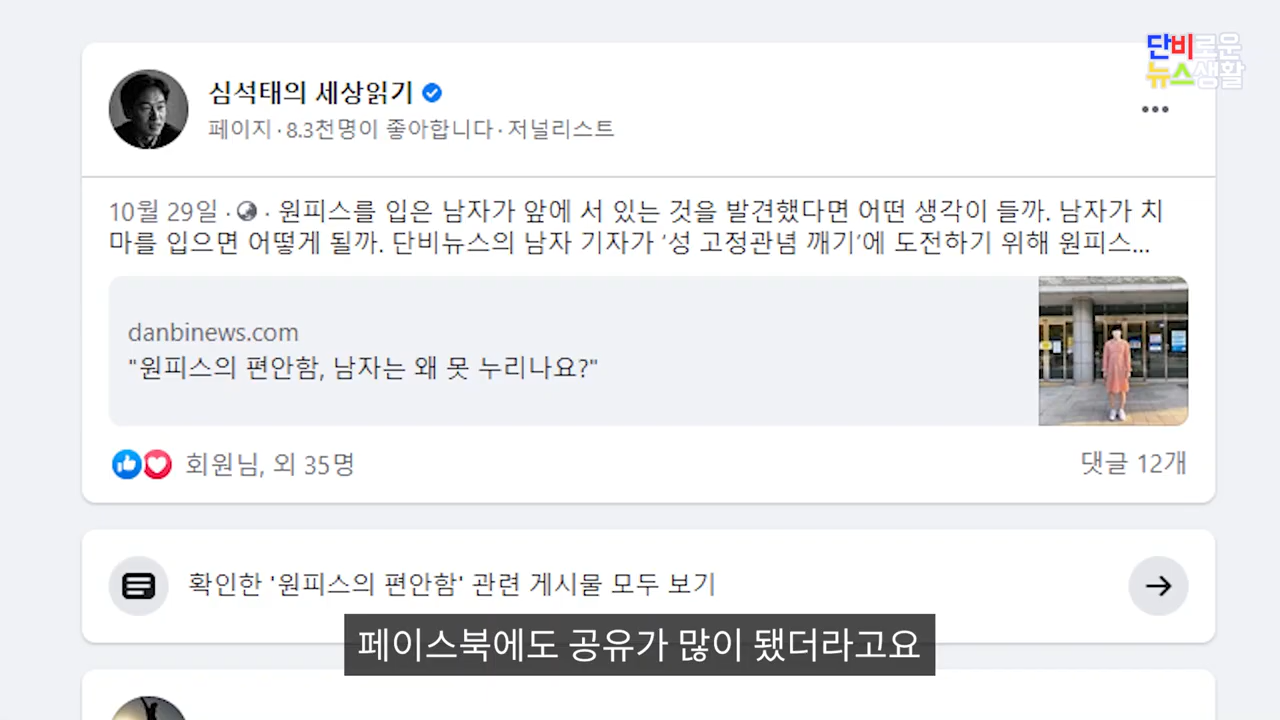 단비로운
뉴스생활
심석태의 세상읽기
페이지 · 8.3천명이 좋아합니다 · 저널리스트
10월 29일 · · 원피스를 입은 남자가 앞에 서 있는 것을 발견했다면 어떤 생각이 들까. 남자가 치
마를 입으면 어떻게 될까. 단비뉴스의 남자 기자가 ‘성 고정관념 깨기’에 도전하기 위해 원피스...
danbinews.com
"원피스의 편안함, 남자는 왜 못 누리나요?"
회원님, 외 35명
댓글 12개
확인한 '원피스의 편안함' 관련 게시물 모두 보기
페이스북에도 공유가 많이 됐더라고요